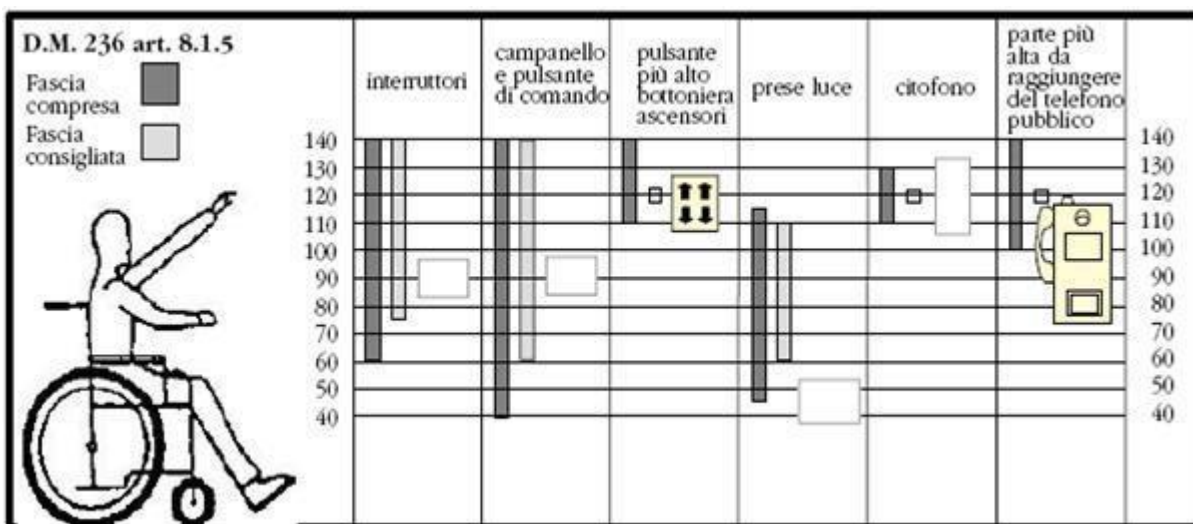 D.M. 236 art. 8.1.5
Fascia
compresa
Fascia
consigliata
interruttori
campanello
e pulsante
di comando
pulsante
più alto
bottoniera
ascensori
prese luce
citofono
parte più
alta da
raggiungere
del telefono
pubblico
140
130
120
110
100
90
80
70
60
50
40
140
130
120
110
100
90
80
70
60
50
40